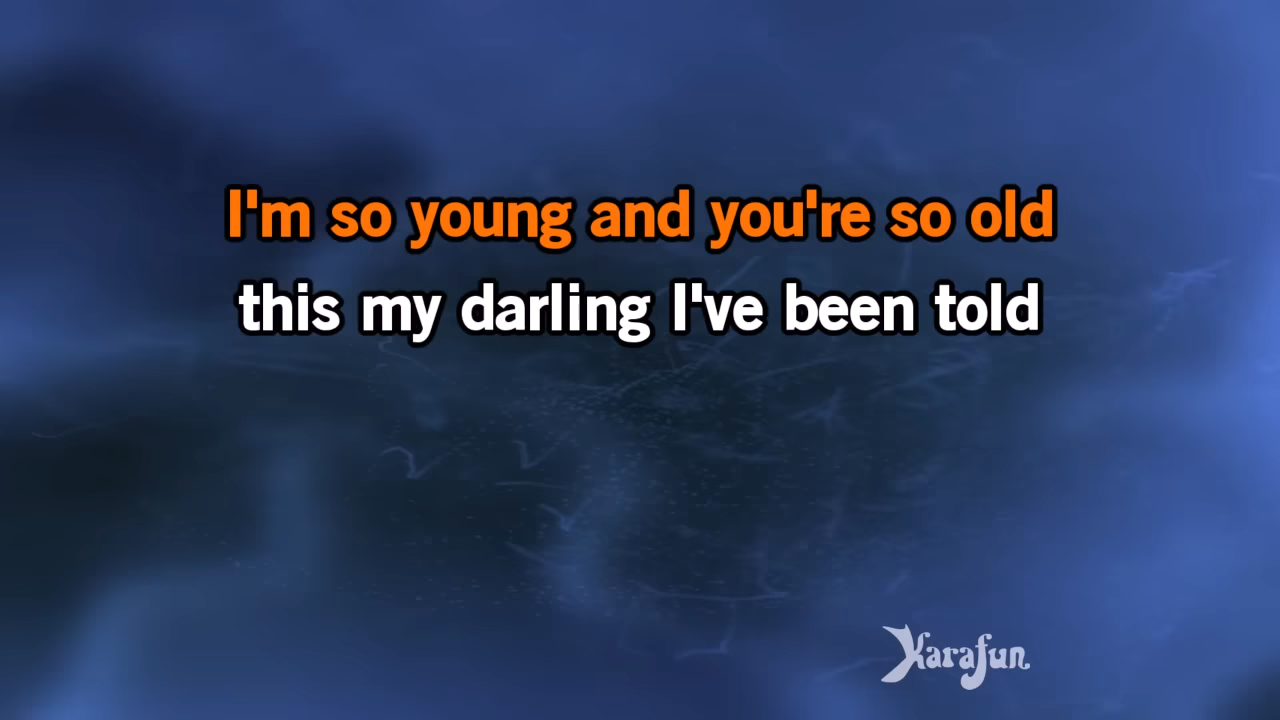 I'm so young and you're so old
this my darling I've been told
Karafun